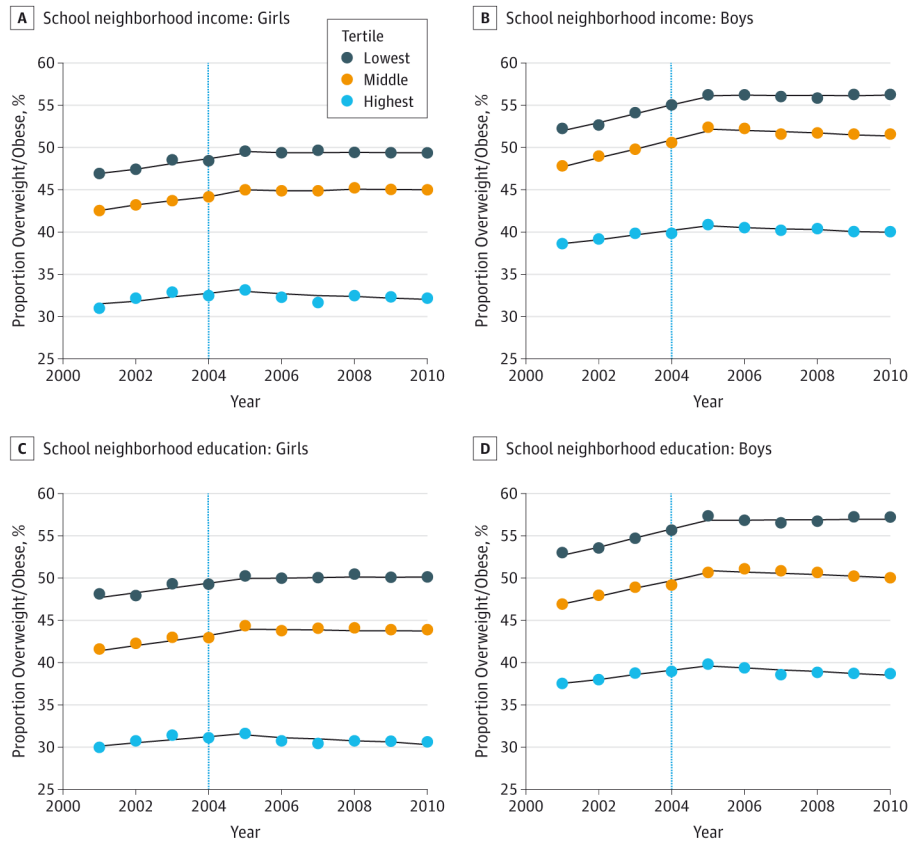 A School neighborhood income: Girls
Tertile
Lowest
Middle
Highest
Proportion Overweight/Obese, %
60
55
50
45
40
35
30
25
2000 2002 2004 2006 2008 2010
Year
B School neighborhood income: Boys
Proportion Overweight/Obese, %
60
55
50
45
40
35
30
25
2000 2002 2004 2006 2008 2010
Year
C School neighborhood education: Girls
Proportion Overweight/Obese, %
60
55
50
45
40
35
30
25
2000 2002 2004 2006 2008 2010
Year
D School neighborhood education: Boys
Proportion Overweight/Obese, %
60
55
50
45
40
35
30
25
2000 2002 2004 2006 2008 2010
Year